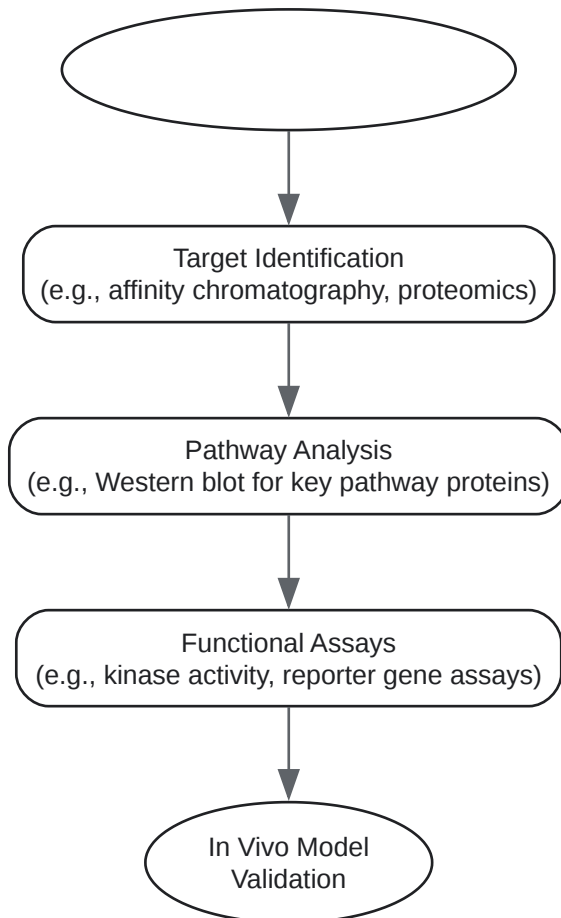 Target Identification
(e.g., affinity chromatography, proteomics)
Pathway Analysis
(e.g., Western blot for key pathway proteins)
Functional Assays
(e.g., kinase activity, reporter gene assays)
In Vivo Model
Validation